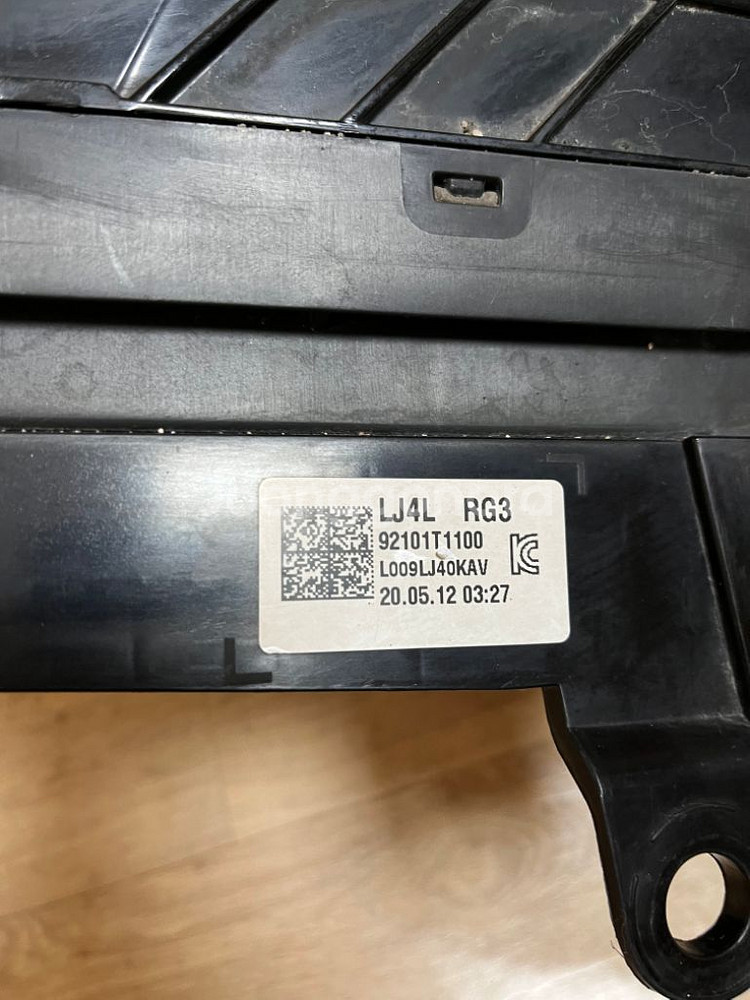 LJ4L RG3
92101T1100
L009LJ40KAV
20.05.12 03:27
L